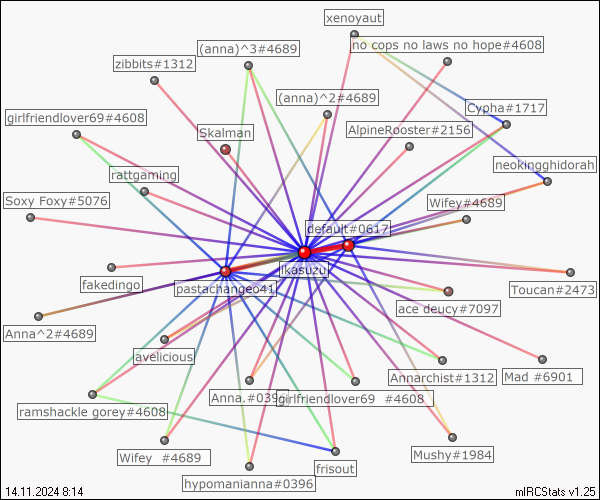 xenoyaut
no cops no laws no hope#4608
(anna)^3#4689
zibbits#1312
(anna)^2#4689
Cypha#1717
girlfriendlover69#4608
AlpineRooster#2156
Skalman
neokingghidorah
rattgaming
Soxy Foxy#5076
Wifey#4689
default#0617
ikasuzu
fakedingo
pastachange041
Toucan#2473
ace deucy#7097
Anna^2#4689
lavelicious
Annarchist#1312
Mad #6901
Anna.#0396
girlfriendlover69 #4608
ramshackle gorey#4608
Wifey #4689
Mushy#1984
frisout
hypomanianna#0396
14.11.2024 8:14
mIRCStats v1.25